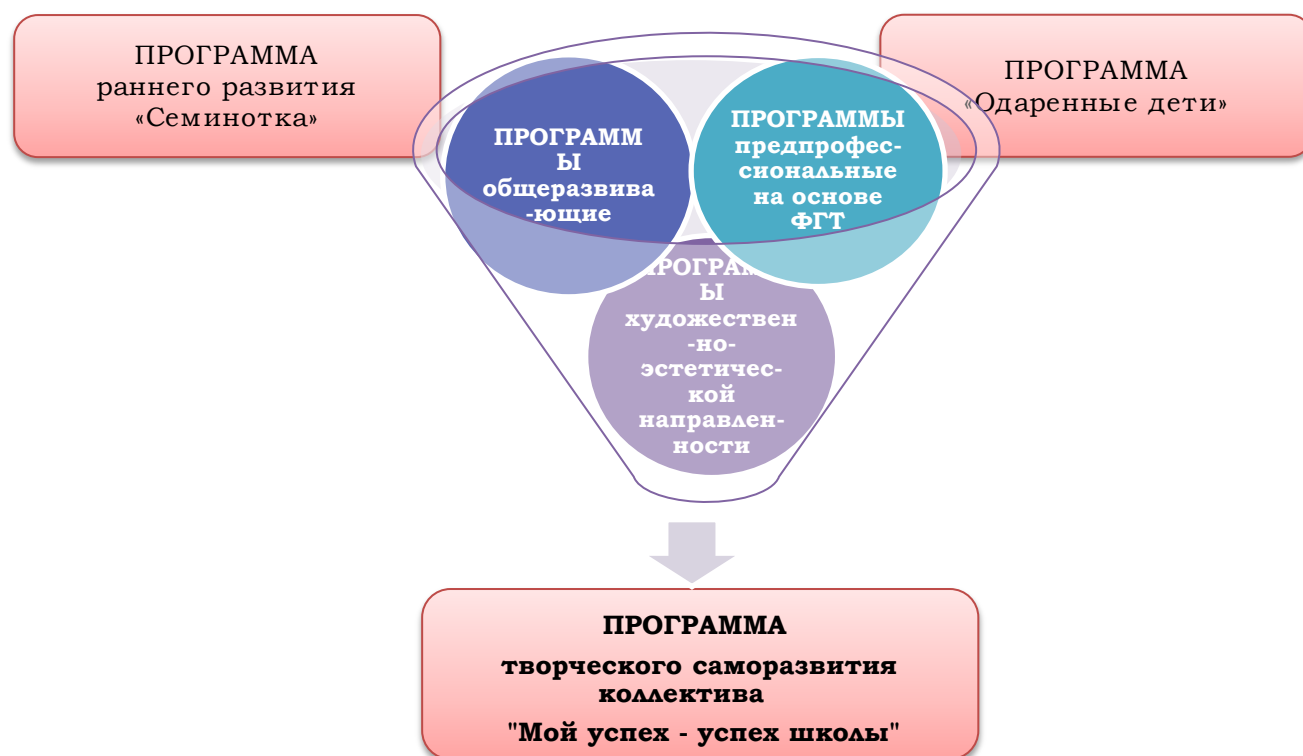 ПРОГРАММА
раннего развития
«Семинотка»
ПРОГРАММА
«Одаренные дети»
ПРОГРАММ
Ы
общеразвива
-ющие
ПРОГРАММЫ
предпрофес-
сиональные
на основе
ФГТ
ПРОГРАММ
Ы
художествен
-но-
эстетичес-
кой
направлен-
ности
ПРОГРАММА
творческого саморазвития
коллектива
"Мой успех - успех школы"